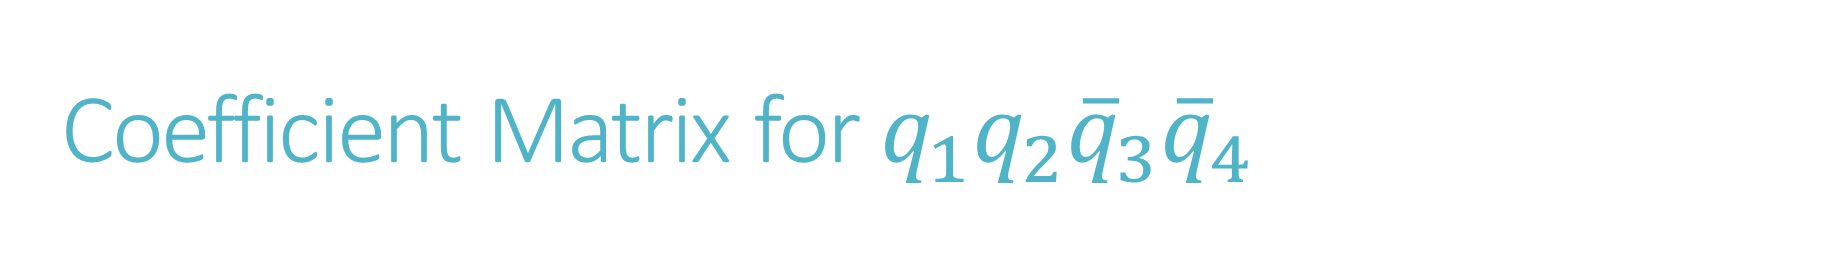 Coefficient Matrix for q₁q₂q̄₃q̄₄